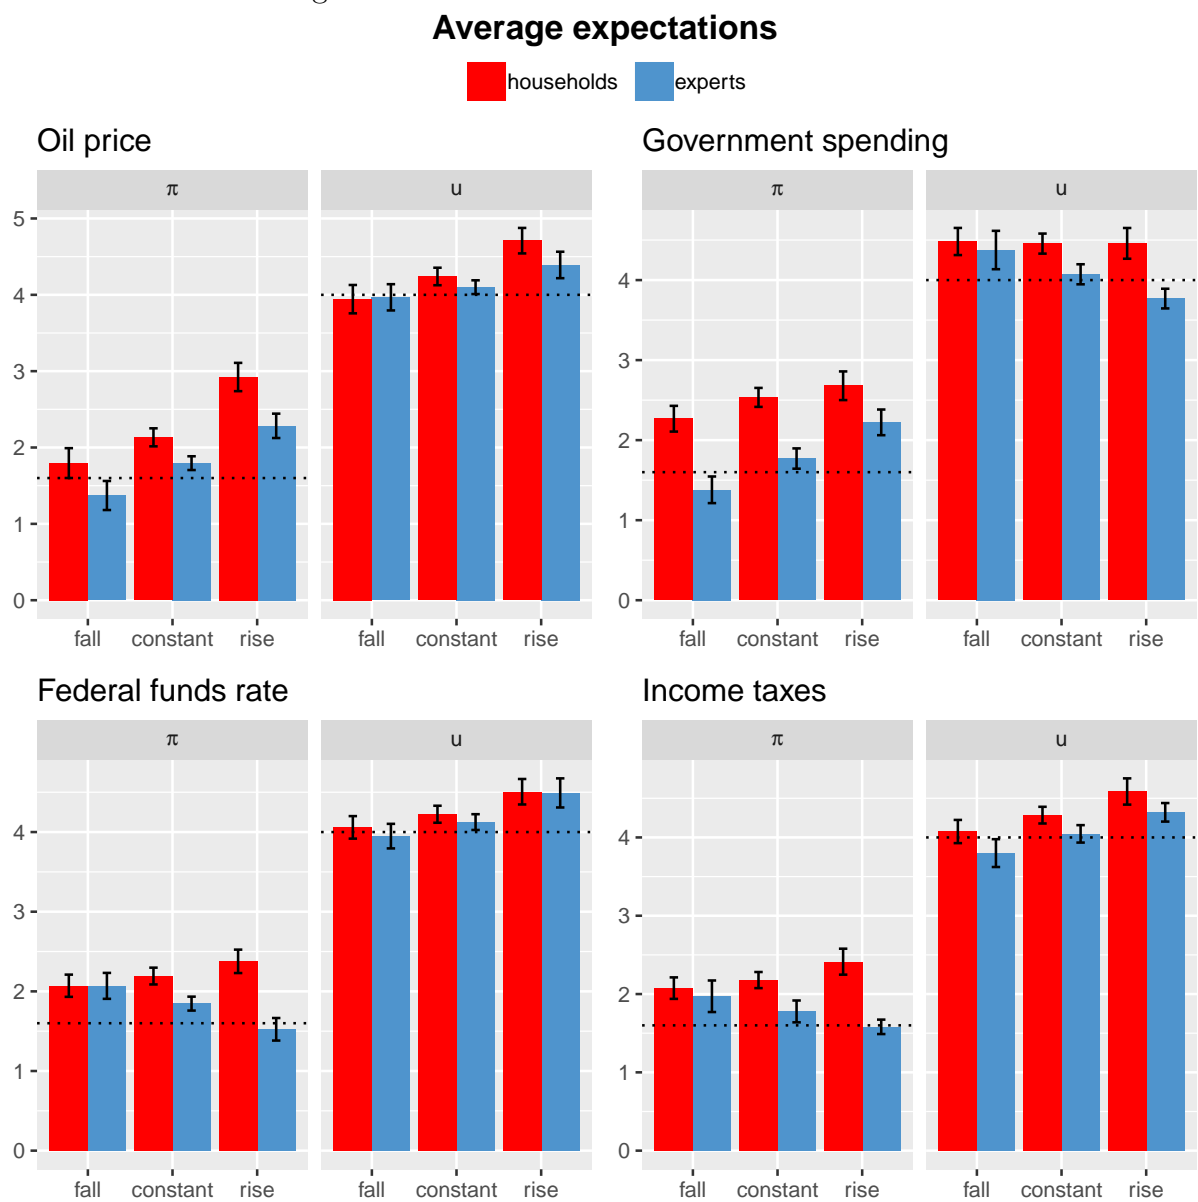 Average expectations
households experts
Oil price
π u
5
4
3
2
1
0
fall constant rise fall constant rise
Government spending
π u
4
3
2
1
0
fall constant rise fall constant rise
Federal funds rate
π u
4
3
2
1
0
fall constant rise fall constant rise
Income taxes
π u
4
3
2
1
0
fall constant rise fall constant rise